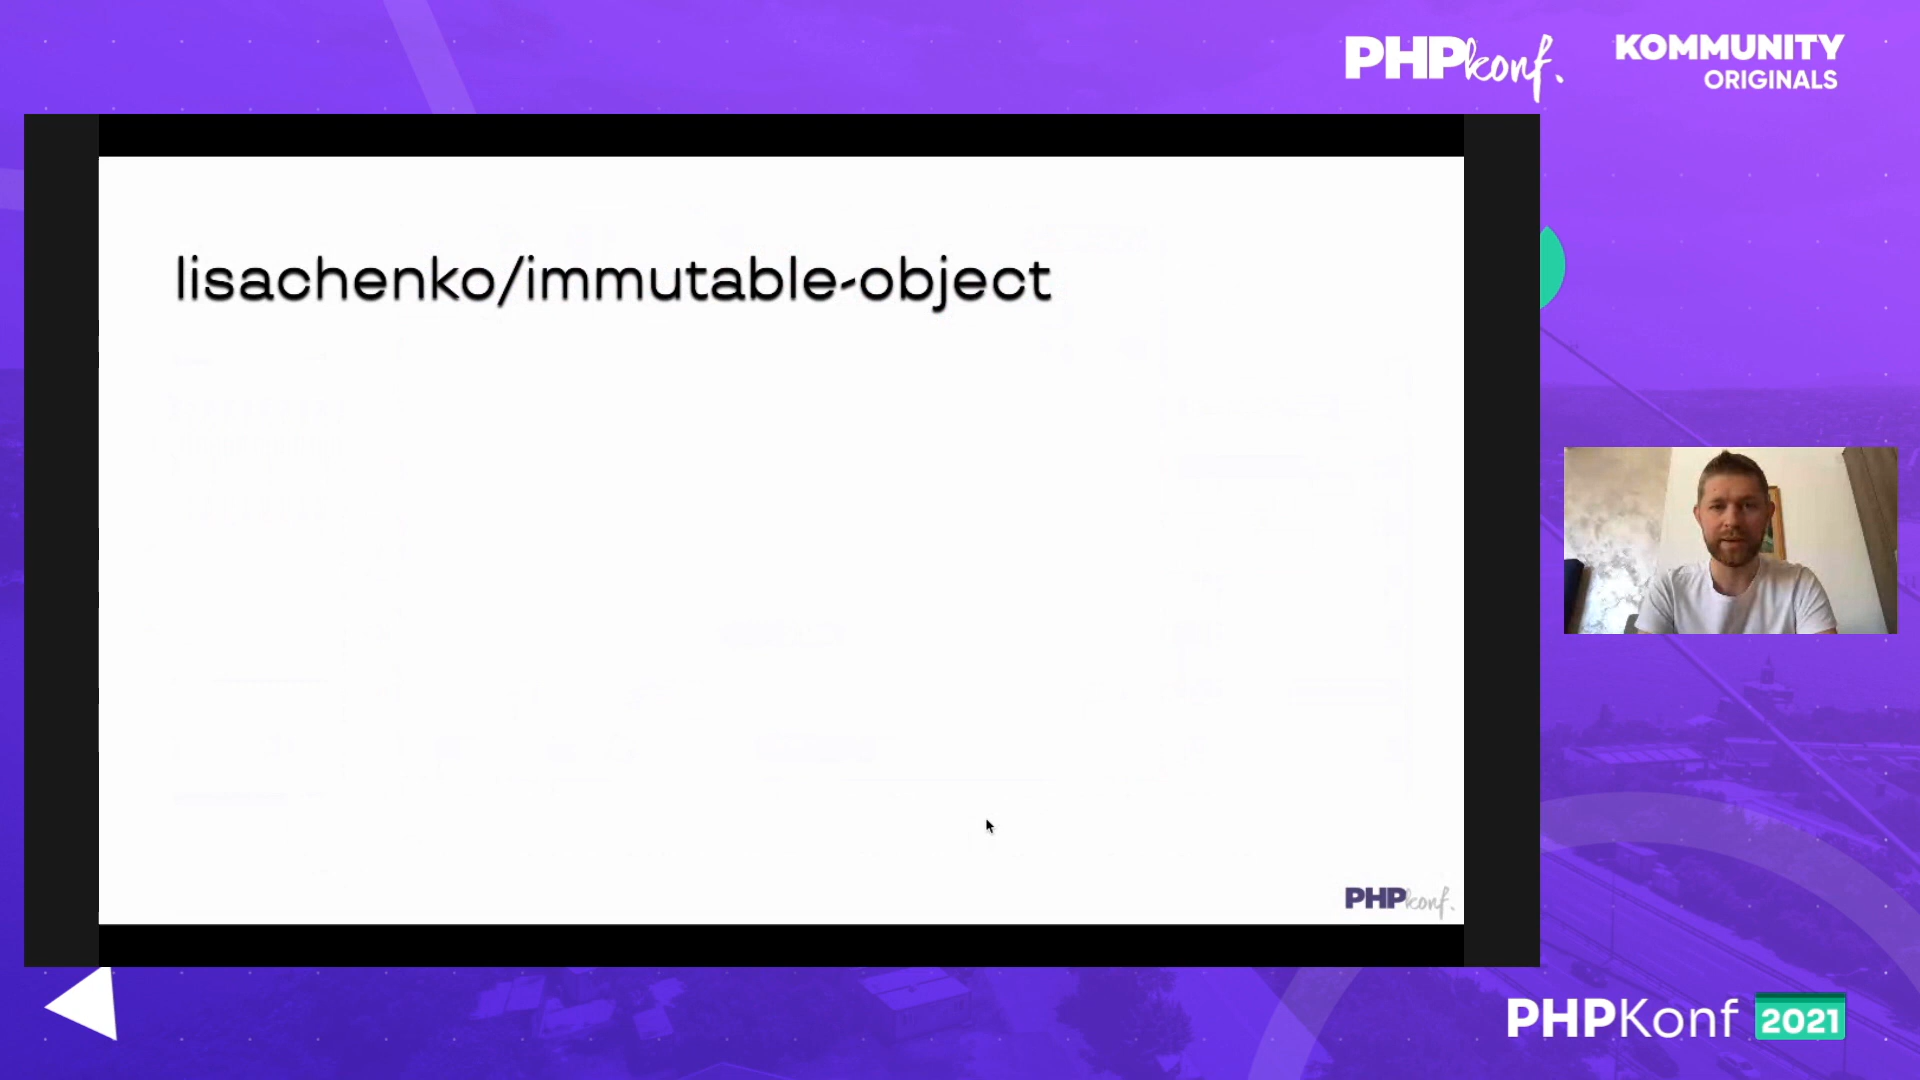 PHPkonf.
KOMMUNITY
ORIGINALS
lisachenko/immutable-object
PHPkonf.
PHPKonf 2021